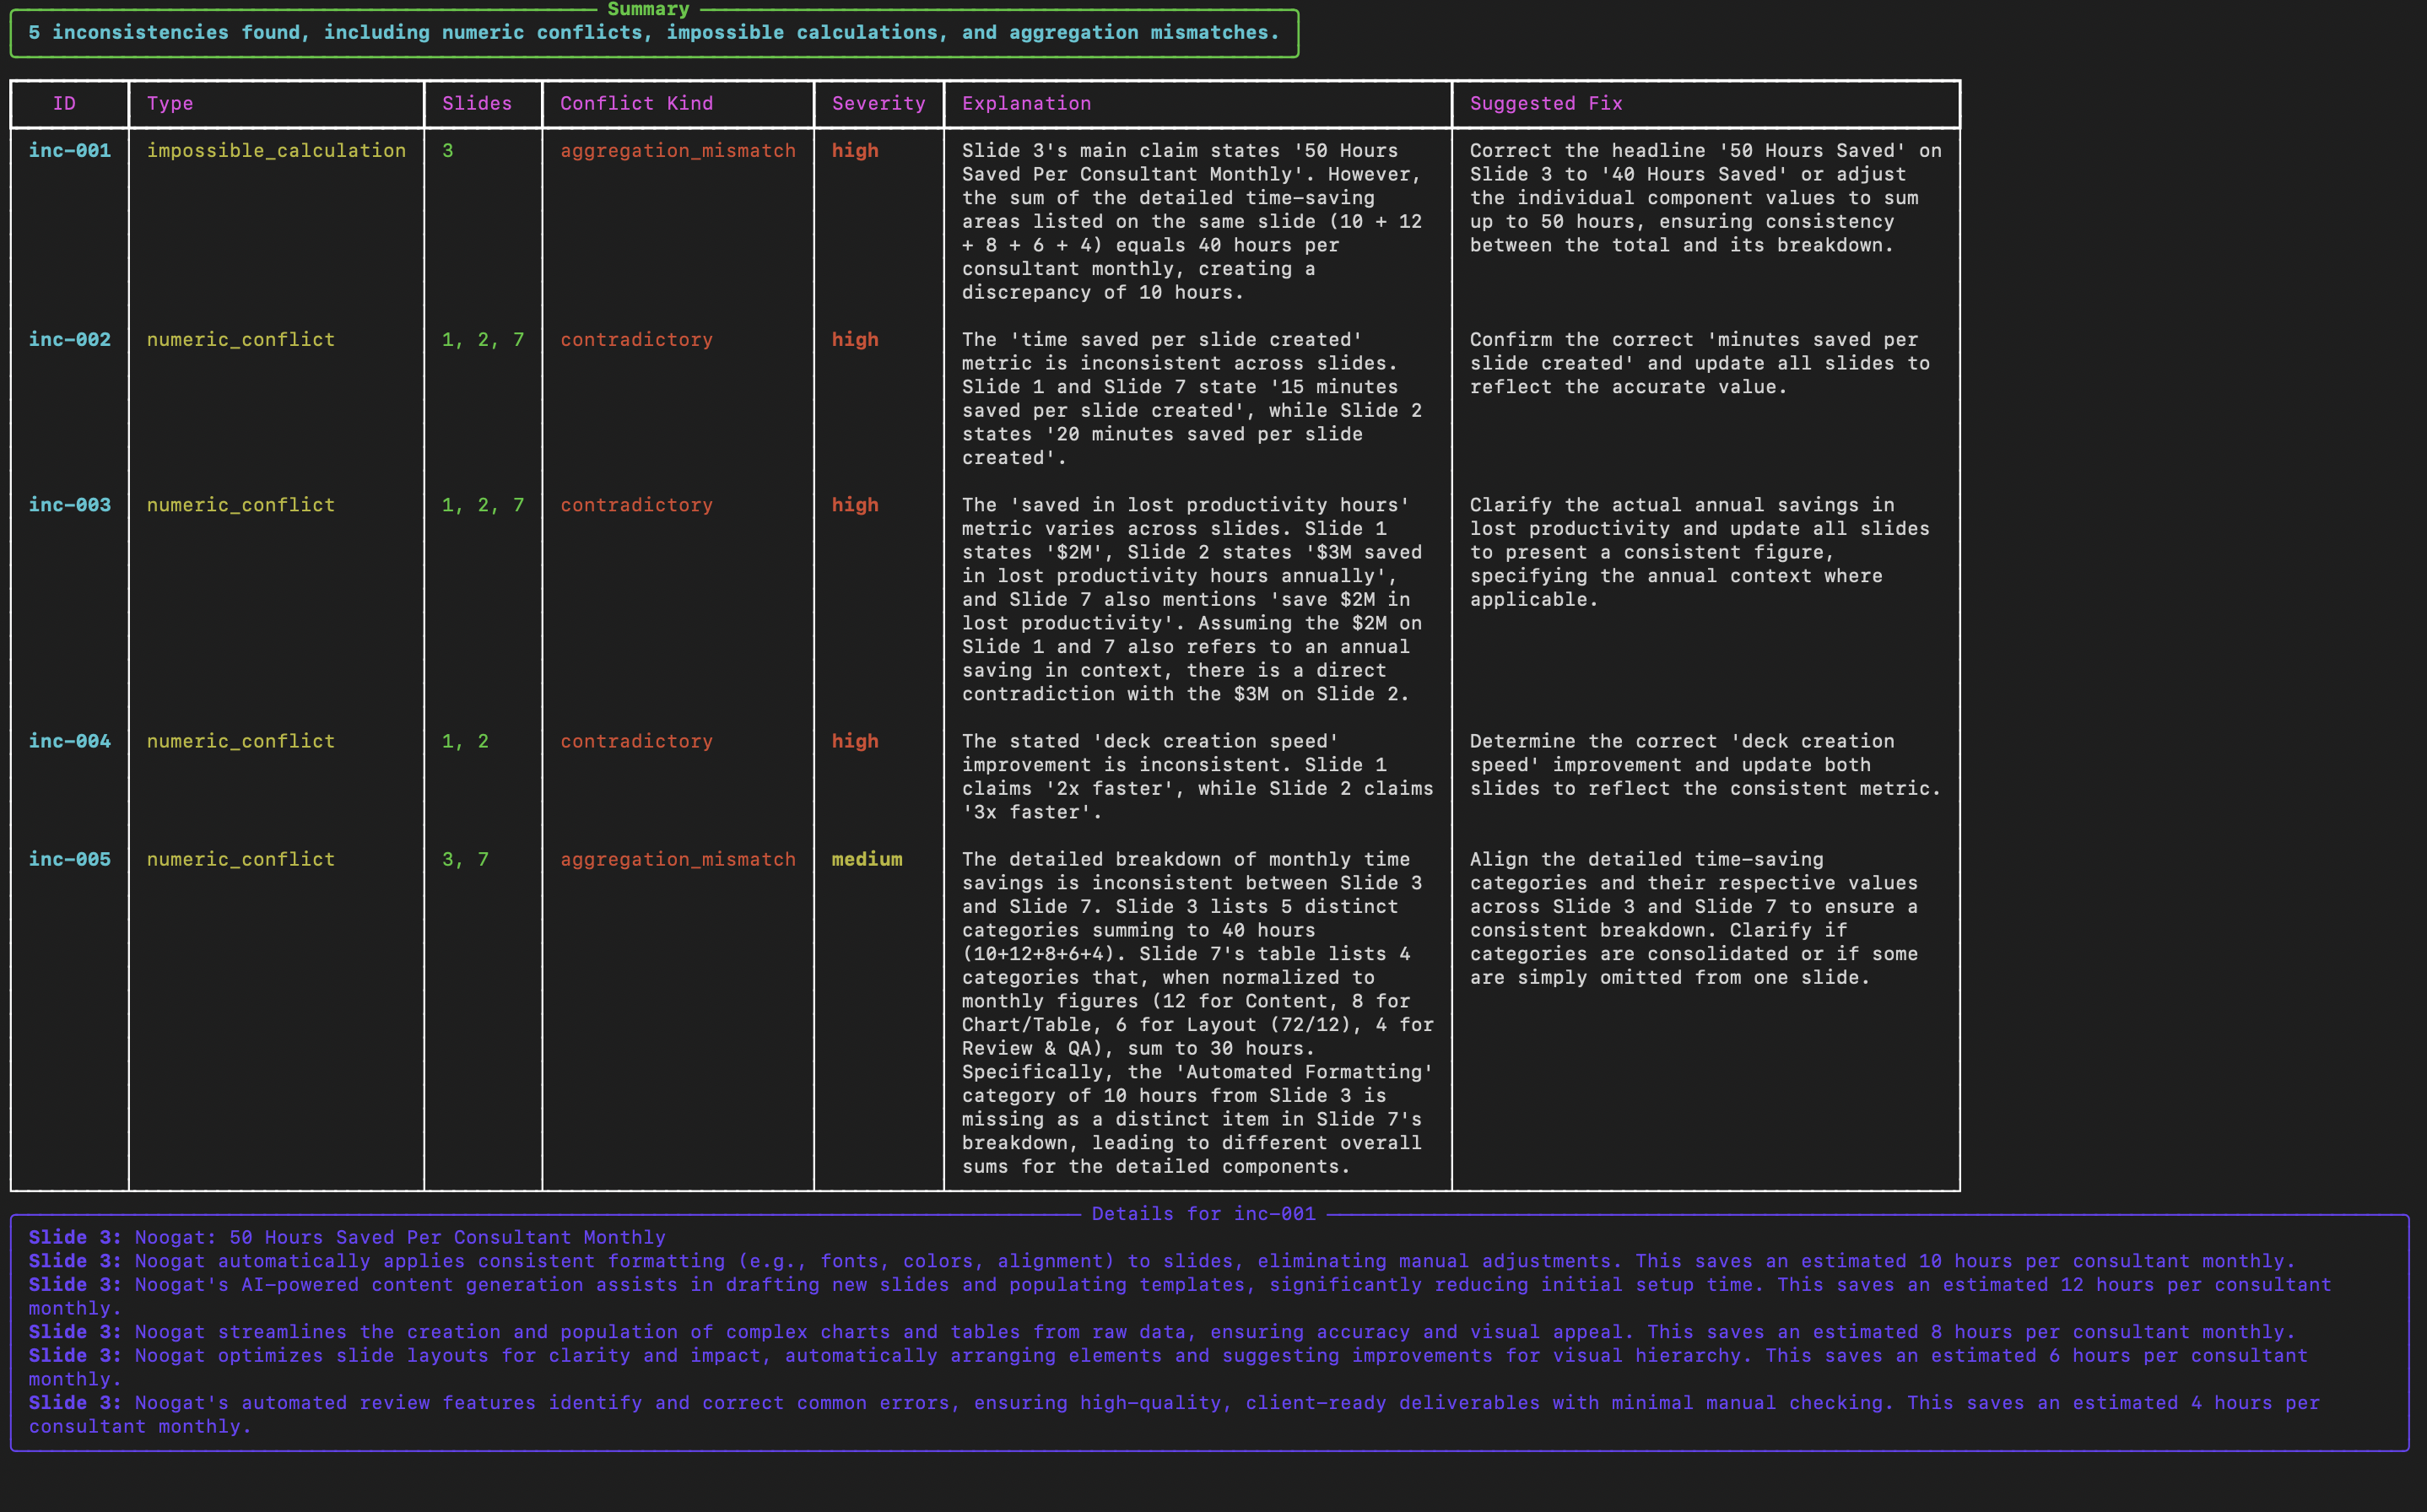 Summary
5 inconsistencies found, including numeric conflicts, impossible calculations, and aggregation mismatches.
ID Type Slides Conflict Kind Severity Explanation Suggested Fix
inc-001 impossible_calculation 3 aggregation_mismatch high Slide 3's main claim states '50 Hours Correct the headline '50 Hours Saved' on
Saved Per Consultant Monthly'. However, Slide 3 to '40 Hours Saved' or adjust
the sum of the detailed time-saving the individual component values to sum
areas listed on the same slide (10 + 12 up to 50 hours, ensuring consistency
+ 8 + 6 + 4) equals 40 hours per between the total and its breakdown.
consultant monthly, creating a
discrepancy of 10 hours.
inc-002 numeric_conflict 1, 2, 7 contradictory high The 'time saved per slide created' Confirm the correct 'minutes saved per
metric is inconsistent across slides. slide created' and update all slides to
Slide 1 and Slide 7 state '15 minutes reflect the accurate value.
saved per slide created', while Slide 2
states '20 minutes saved per slide
created'.
inc-003 numeric_conflict 1, 2, 7 contradictory high The 'saved in lost productivity hours' Clarify the actual annual savings in
metric varies across slides. Slide 1 lost productivity and update all slides
states '$2M', Slide 2 states '$3M saved to present a consistent figure,
in lost productivity hours annually', specifying the annual context where
and Slide 7 also mentions 'save $2M in applicable.
lost productivity'. Assuming the $2M on
Slide 1 and 7 also refers to an annual
saving in context, there is a direct
contradiction with the $3M on Slide 2.
inc-004 numeric_conflict 1, 2 contradictory high The stated 'deck creation speed' Determine the correct 'deck creation
improvement is inconsistent. Slide 1 speed' improvement and update both
claims '2x faster', while Slide 2 claims slides to reflect the consistent metric.
'3x faster'.
inc-005 numeric_conflict 3, 7 aggregation_mismatch medium The detailed breakdown of monthly time Align the detailed time-saving
savings is inconsistent between Slide 3 categories and their respective values
and Slide 7. Slide 3 lists 5 distinct across Slide 3 and Slide 7 to ensure a
categories summing to 40 hours consistent breakdown. Clarify if
(10+12+8+6+4). Slide 7's table lists 4 categories are consolidated or if some
categories that, when normalized to are simply omitted from one slide.
monthly figures (12 for Content, 8 for
Chart/Table, 6 for Layout (72/12), 4 for
Review & QA), sum to 30 hours.
Specifically, the 'Automated Formatting'
category of 10 hours from Slide 3 is
missing as a distinct item in Slide 7's
breakdown, leading to different overall
sums for the detailed components.
Details for inc-001
Slide 3: Noogat: 50 Hours Saved Per Consultant Monthly
Slide 3: Noogat automatically applies consistent formatting (e.g., fonts, colors, alignment) to slides, eliminating manual adjustments. This saves an estimated 10 hours per consultant monthly.
Slide 3: Noogat's AI-powered content generation assists in drafting new slides and populating templates, significantly reducing initial setup time. This saves an estimated 12 hours per consultant
monthly.
Slide 3: Noogat streamlines the creation and population of complex charts and tables from raw data, ensuring accuracy and visual appeal. This saves an estimated 8 hours per consultant monthly.
Slide 3: Noogat optimizes slide layouts for clarity and impact, automatically arranging elements and suggesting improvements for visual hierarchy. This saves an estimated 6 hours per consultant
monthly.
Slide 3: Noogat's automated review features identify and correct common errors, ensuring high-quality, client-ready deliverables with minimal manual checking. This saves an estimated 4 hours per
consultant monthly.